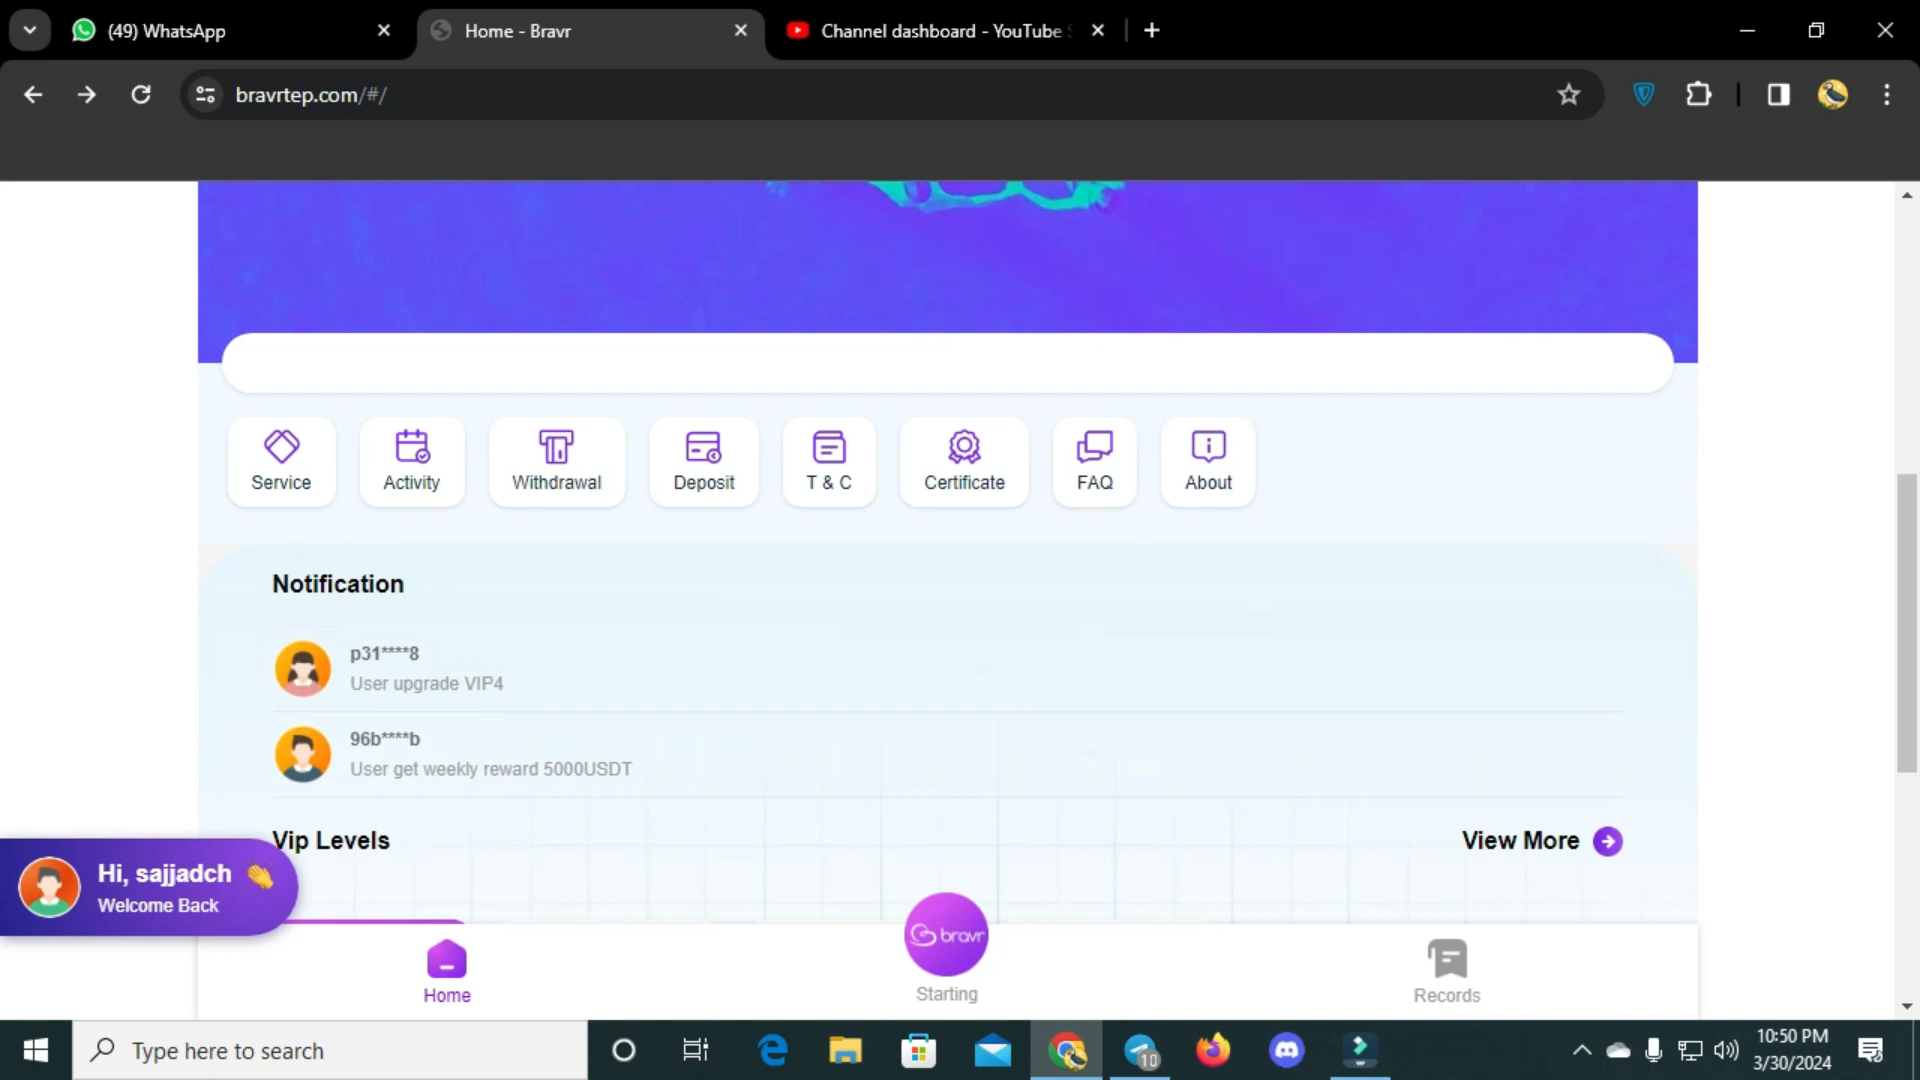 (49) WhatsApp
Home - Bravr
Channel dashboard - YouTube
bravrtep.com/#/
Service
Activity
Withdrawal
Deposit
T & C
Certificate
FAQ
About
Notification
p31****8
User upgrade VIP4
96b****b
User get weekly reward 5000USDT
Vip Levels
View More
Hi, sajjadch 👏
Welcome Back
bravr
Home
Starting
Records
Type here to search
10
10:50 PM
3/30/2024